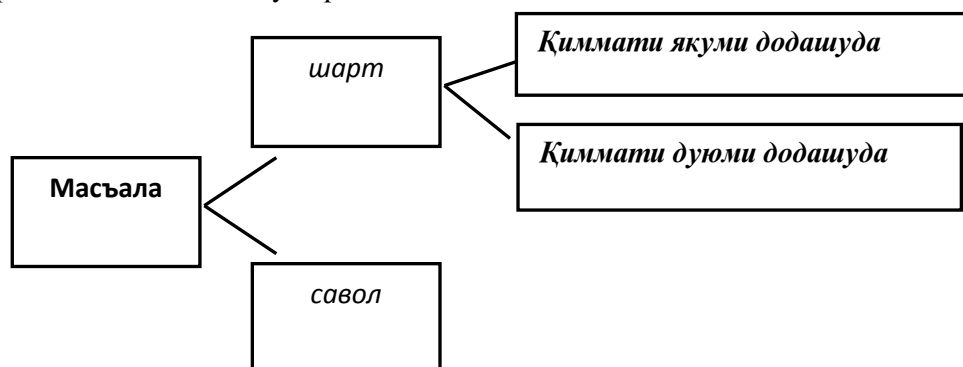 шарт
Қиммати якуми додашуда
Қиммати дуюми додашуда
Масъала
савол